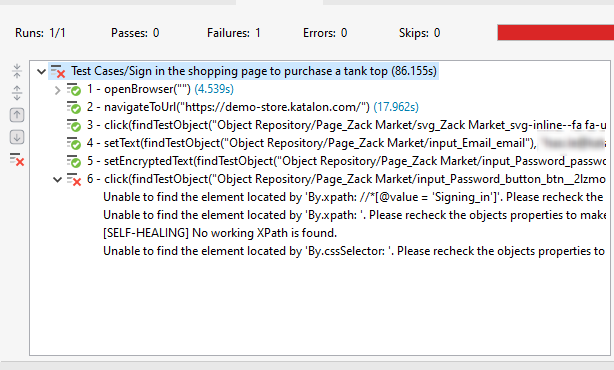 Runs: 1/1 Passes: 0 Failures: 1 Errors: 0 Skips: 0
Test Cases/Sign in the shopping page to purchase a tank top (86.155s)
1 - openBrowser("") (4.539s)
2 - navigateToUrl("https://demo-store.katalon.com/") (17.962s)
3 - click(findTestObject("Object Repository/Page_Zack Market/svg_Zack Market_svg-inline--fa fa-u
4 - setText(findTestObject("Object Repository/Page_Zack Market/input_Email_email"),
5 - setEncryptedText(findTestObject("Object Repository/Page_Zack Market/input_Password_passwo
6 - click(findTestObject("Object Repository/Page_Zack Market/input_Password_button_btn__2lzmo
Unable to find the element located by 'By.xpath: //*[@value = 'Signing_in']'. Please recheck the
Unable to find the element located by 'By.xpath: '. Please recheck the objects properties to make
[SELF-HEALING] No working XPath is found.
Unable to find the element located by 'By.cssSelector: '. Please recheck the objects properties to